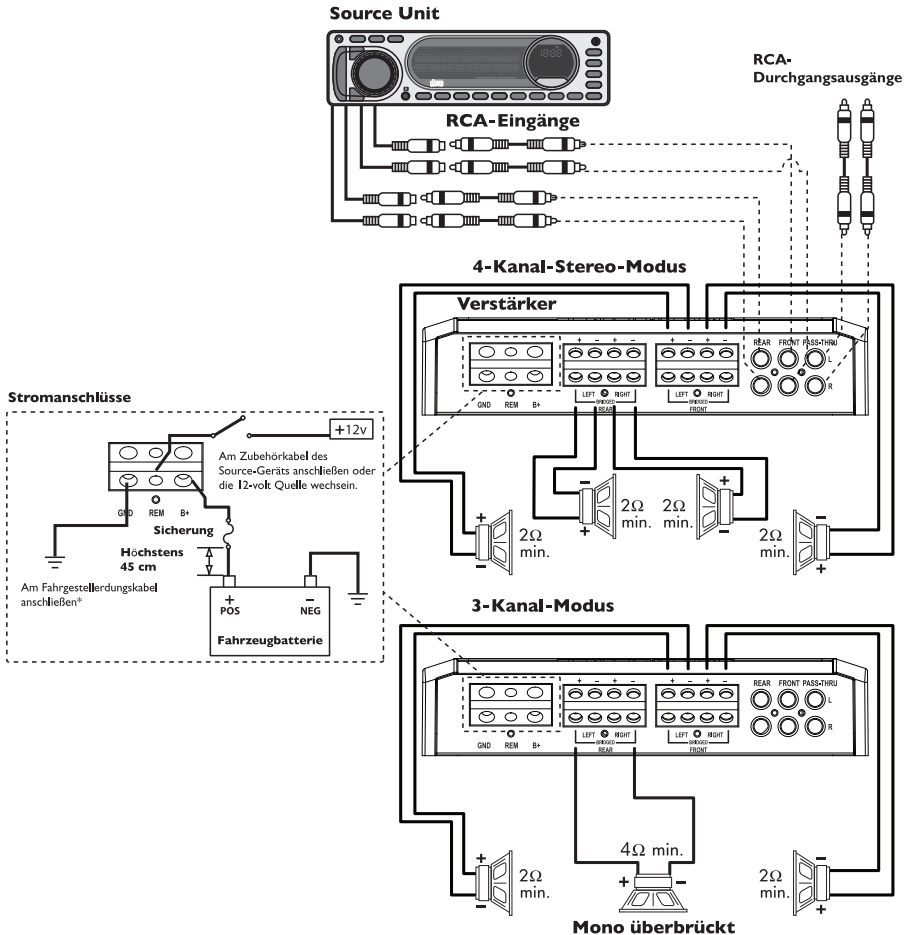 Source Unit
18:88
RCA-
Durchgangsausgänge
RCA-Eingänge
4-Kanal-Stereo-Modus
Verstärker
+ – + – + – + –
REAR FRONT PASS•THRU
L
R
GND REM B+
LEFT RIGHT
BRIDGED
REAR
LEFT RIGHT
BRIDGED
FRONT
Stromanschlüsse
+12v
Am Zubehörkabel des
Source-Geräts anschließen oder
die 12-volt Quelle wechsein.
GND REM B+
Sicherung
Höchstens
45 cm
Am Fahrgestellerdungskabel
anschließen*
+ –
POS NEG
Fahrzeugbatterie
+
–
2Ω
min.
–
+
2Ω
min.
2Ω
min.
+
–
2Ω
min.
–
+
3-Kanal-Modus
+ – + – + – + –
REAR FRONT PASS•THRU
L
R
GND REM B+
LEFT RIGHT
BRIDGED
REAR
LEFT RIGHT
BRIDGED
FRONT
+
–
2Ω
min.
4Ω min.
+ –
2Ω
min.
–
+
Mono überbrückt